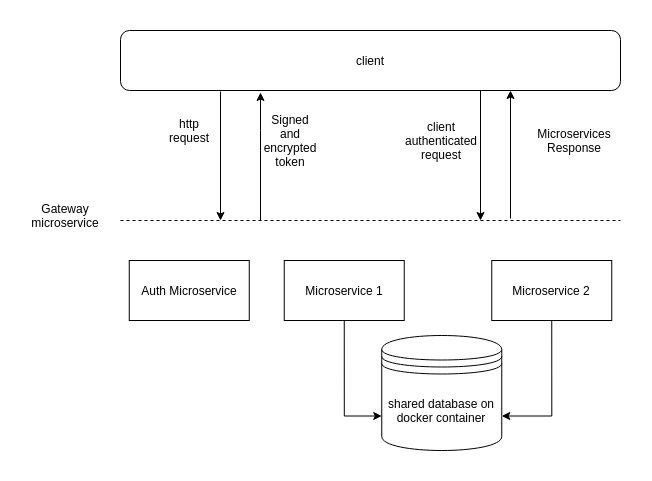 client
http
request
Signed
and
encrypted
token
client
authenticated
request
Microservices
Response
Gateway
microservice
Auth Microservice
Microservice 1
Microservice 2
shared database on
docker container